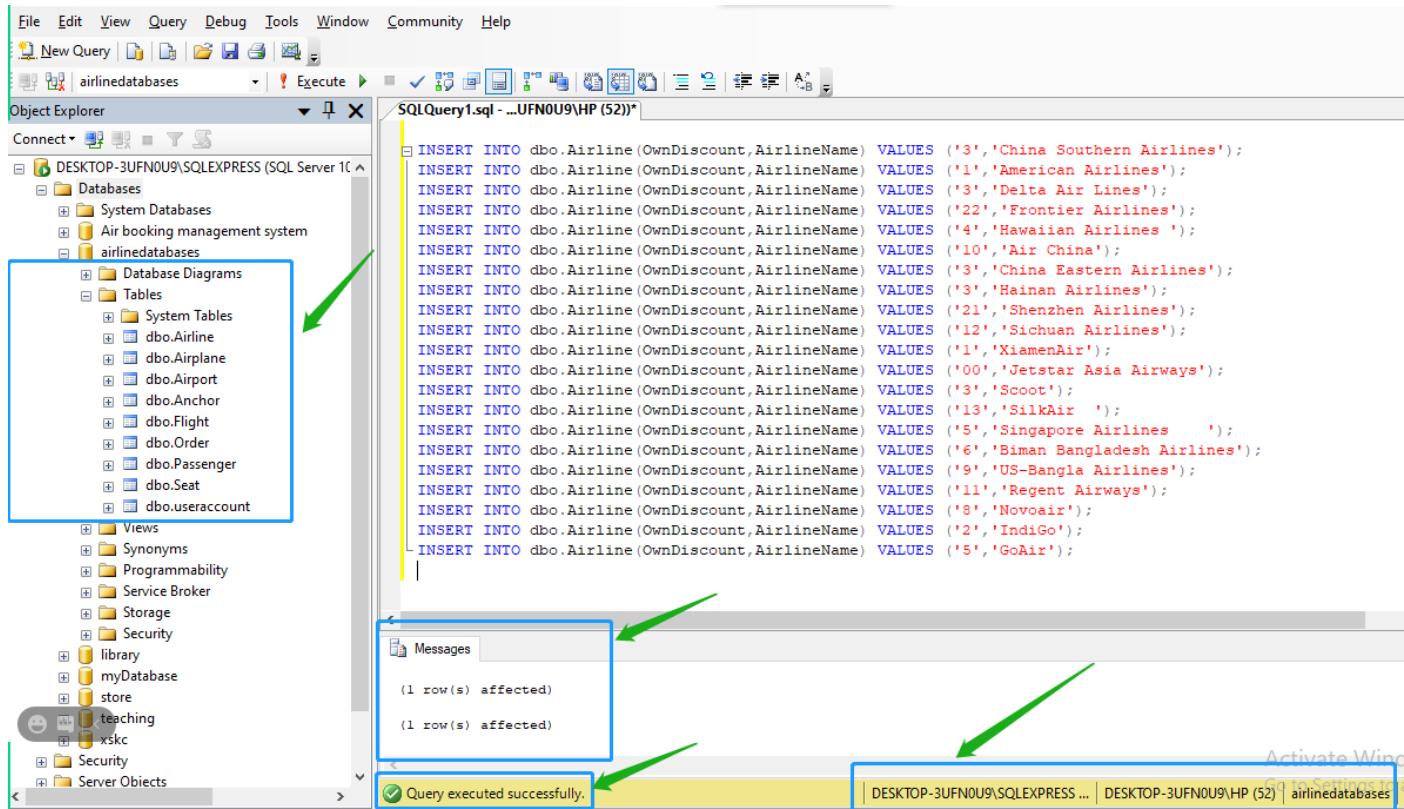 File Edit View Query Debug Tools Window Community Help
New Query
airlinedatabases Execute
Object Explorer
Connect
DESKTOP-3UFN0U9\SQLEXPRESS (SQL Server 10
Databases
System Databases
Air booking management system
airlinedatabases
Database Diagrams
Tables
System Tables
dbo.Airline
dbo.Airplane
dbo.Airport
dbo.Anchor
dbo.Flight
dbo.Order
dbo.Passenger
dbo.Seat
dbo.useraccount
Views
Synonyms
Programmability
Service Broker
Storage
Security
library
myDatabase
store
teaching
xskc
Security
Server Objects
SQLQuery1.sql - ...UFN0U9\HP (52))*
INSERT INTO dbo.Airline(OwnDiscount,AirlineName) VALUES ('3','China Southern Airlines');
INSERT INTO dbo.Airline(OwnDiscount,AirlineName) VALUES ('1','American Airlines');
INSERT INTO dbo.Airline(OwnDiscount,AirlineName) VALUES ('3','Delta Air Lines');
INSERT INTO dbo.Airline(OwnDiscount,AirlineName) VALUES ('22','Frontier Airlines');
INSERT INTO dbo.Airline(OwnDiscount,AirlineName) VALUES ('4','Hawaiian Airlines ');
INSERT INTO dbo.Airline(OwnDiscount,AirlineName) VALUES ('10','Air China');
INSERT INTO dbo.Airline(OwnDiscount,AirlineName) VALUES ('3','China Eastern Airlines');
INSERT INTO dbo.Airline(OwnDiscount,AirlineName) VALUES ('3','Hainan Airlines');
INSERT INTO dbo.Airline(OwnDiscount,AirlineName) VALUES ('21','Shenzhen Airlines');
INSERT INTO dbo.Airline(OwnDiscount,AirlineName) VALUES ('12','Sichuan Airlines');
INSERT INTO dbo.Airline(OwnDiscount,AirlineName) VALUES ('1','XiamenAir');
INSERT INTO dbo.Airline(OwnDiscount,AirlineName) VALUES ('00','Jetstar Asia Airways');
INSERT INTO dbo.Airline(OwnDiscount,AirlineName) VALUES ('3','Scoot');
INSERT INTO dbo.Airline(OwnDiscount,AirlineName) VALUES ('13','SilkAir  ');
INSERT INTO dbo.Airline(OwnDiscount,AirlineName) VALUES ('5','Singapore Airlines    ');
INSERT INTO dbo.Airline(OwnDiscount,AirlineName) VALUES ('6','Biman Bangladesh Airlines');
INSERT INTO dbo.Airline(OwnDiscount,AirlineName) VALUES ('9','US-Bangla Airlines');
INSERT INTO dbo.Airline(OwnDiscount,AirlineName) VALUES ('11','Regent Airways');
INSERT INTO dbo.Airline(OwnDiscount,AirlineName) VALUES ('8','Novoair');
INSERT INTO dbo.Airline(OwnDiscount,AirlineName) VALUES ('2','IndiGo');
INSERT INTO dbo.Airline(OwnDiscount,AirlineName) VALUES ('5','GoAir');
Messages
(1 row(s) affected)
(1 row(s) affected)
Activate Wind
Go to Settings to a
Query executed successfully. DESKTOP-3UFN0U9\SQLEXPRESS ... DESKTOP-3UFN0U9\HP (52) airlinedatabases